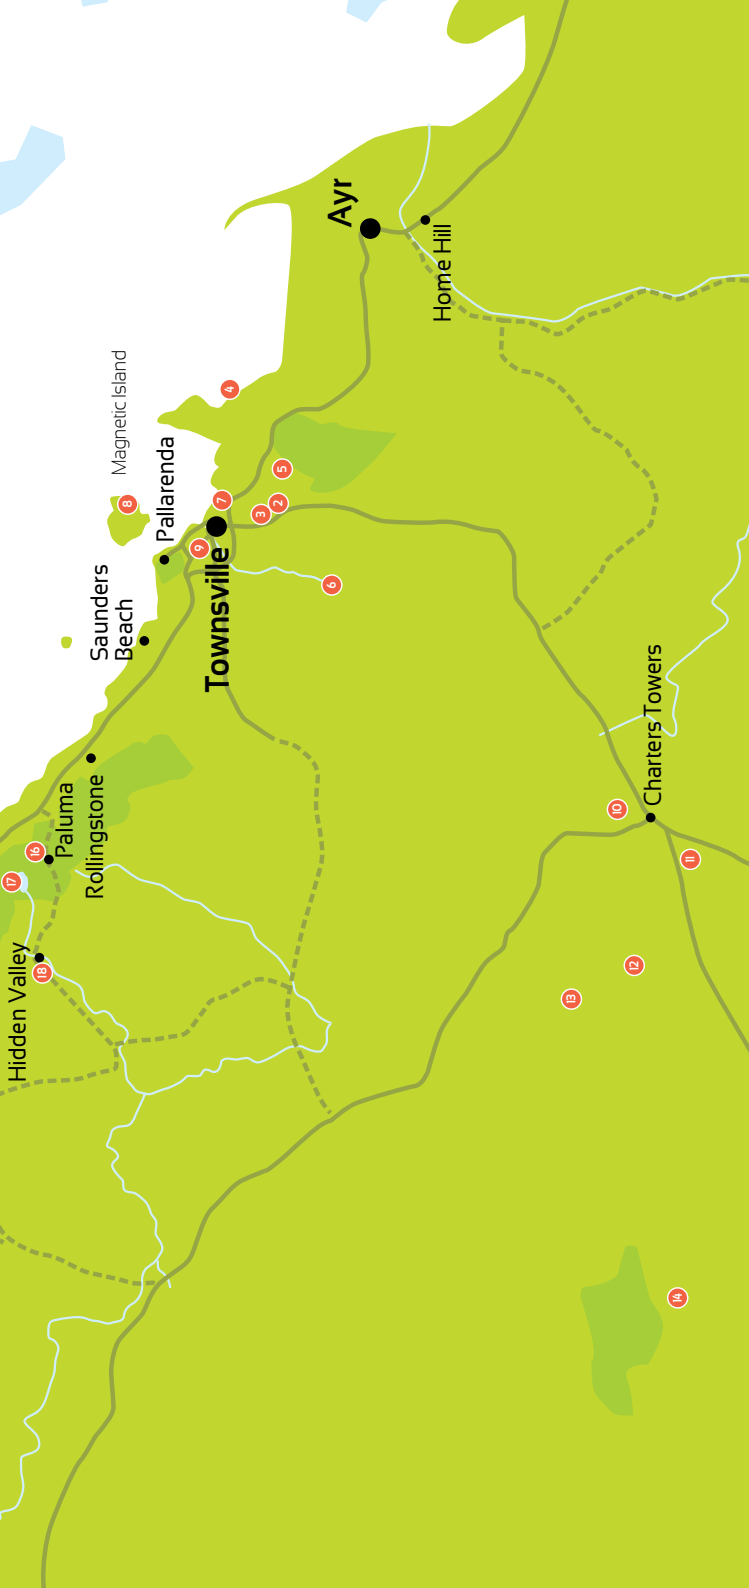 Hidden Valley
17
16
18
Paluma
Rollingstone
Saunders
Beach
Magnetic Island
8
Pallarenda
9
Townsville
7
4
3
2
5
6
Ayr
Home Hill
13
10
12
Charters Towers
14
11